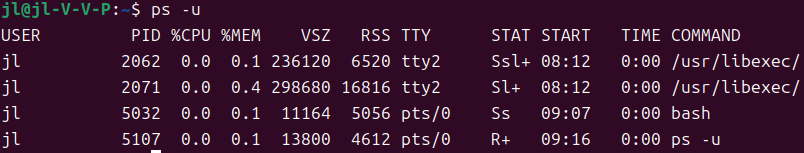 jl@jl-V-V-P:~$ ps -u
USER         PID %CPU %MEM    VSZ   RSS TTY      STAT START   TIME COMMAND
jl          2062  0.0  0.1 236120  6520 tty2     Ssl+ 08:12   0:00 /usr/libexec/
jl          2071  0.0  0.4 298680 16816 tty2     Sl+  08:12   0:00 /usr/libexec/
jl          5032  0.0  0.1  11164  5056 pts/0    Ss   09:07   0:00 bash
jl          5107  0.0  0.1  13800  4612 pts/0    R+   09:16   0:00 ps -u